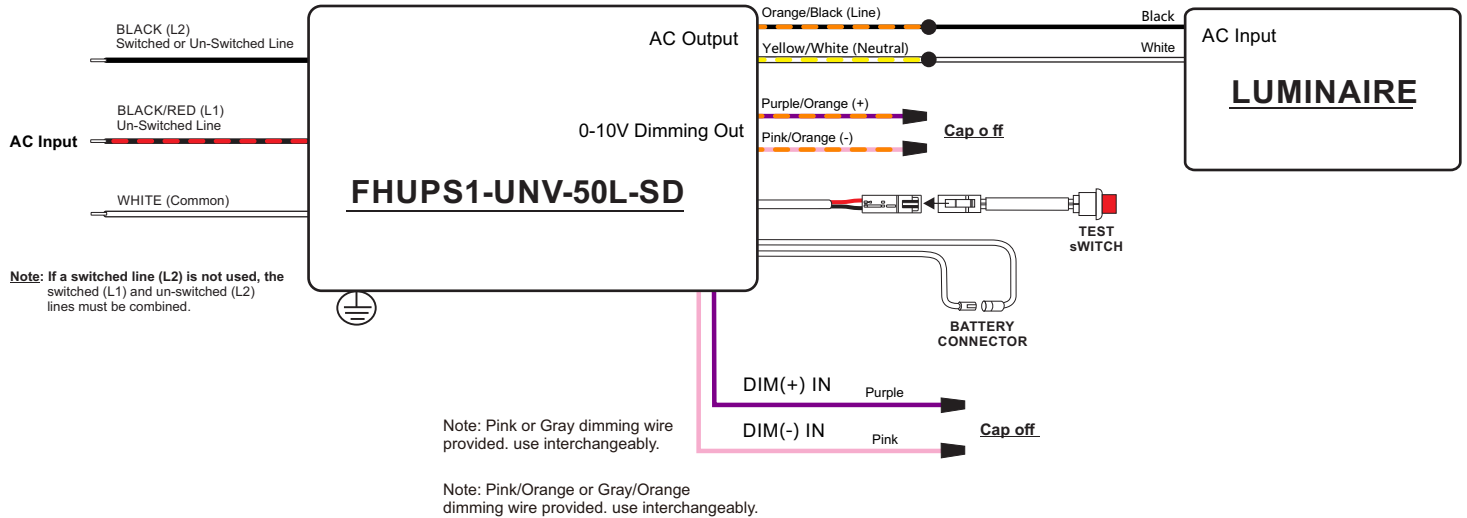 BLACK (L2)
Switched or Un-Switched Line
BLACK/RED (L1)
Un-Switched Line
AC Input
WHITE (Common)
Note: If a switched line (L2) is not used, the
switched (L1) and un-switched (L2)
lines must be combined.
AC Output
0-10V Dimming Out
FHUPS1-UNV-50L-SD
Orange/Black (Line)
Yellow/White (Neutral)
Black
White
AC Input
LUMINAIRE
Purple/Orange (+)
Pink/Orange (-)
Cap o ff
TEST
sWITCH
BATTERY
CONNECTOR
DIM(+) IN
Purple
DIM(-) IN
Pink
Cap off
Note: Pink or Gray dimming wire
provided. use interchangeably.
Note: Pink/Orange or Gray/Orange
dimming wire provided. use interchangeably.